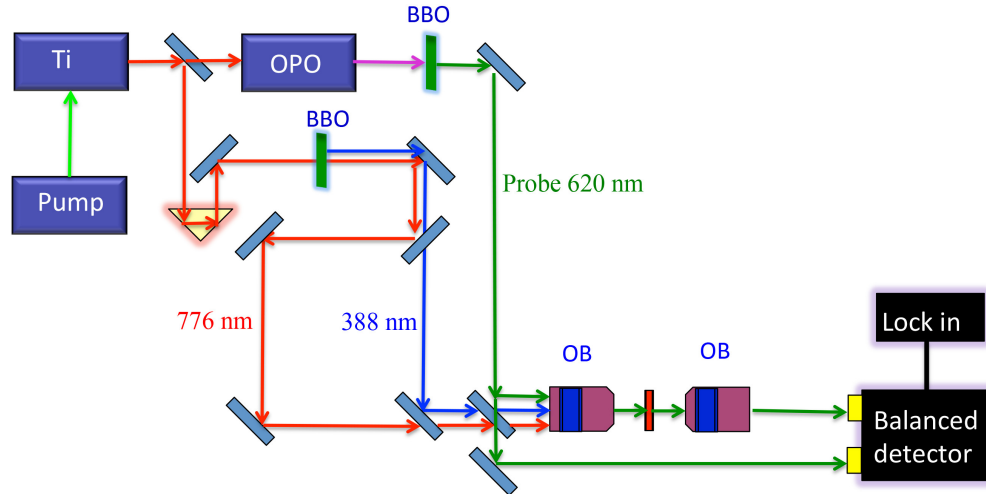 BBO
Ti
OPO
BBO
Pump
Probe 620 nm
776 nm
388 nm
OB
OB
Lock in
Balanced
detector